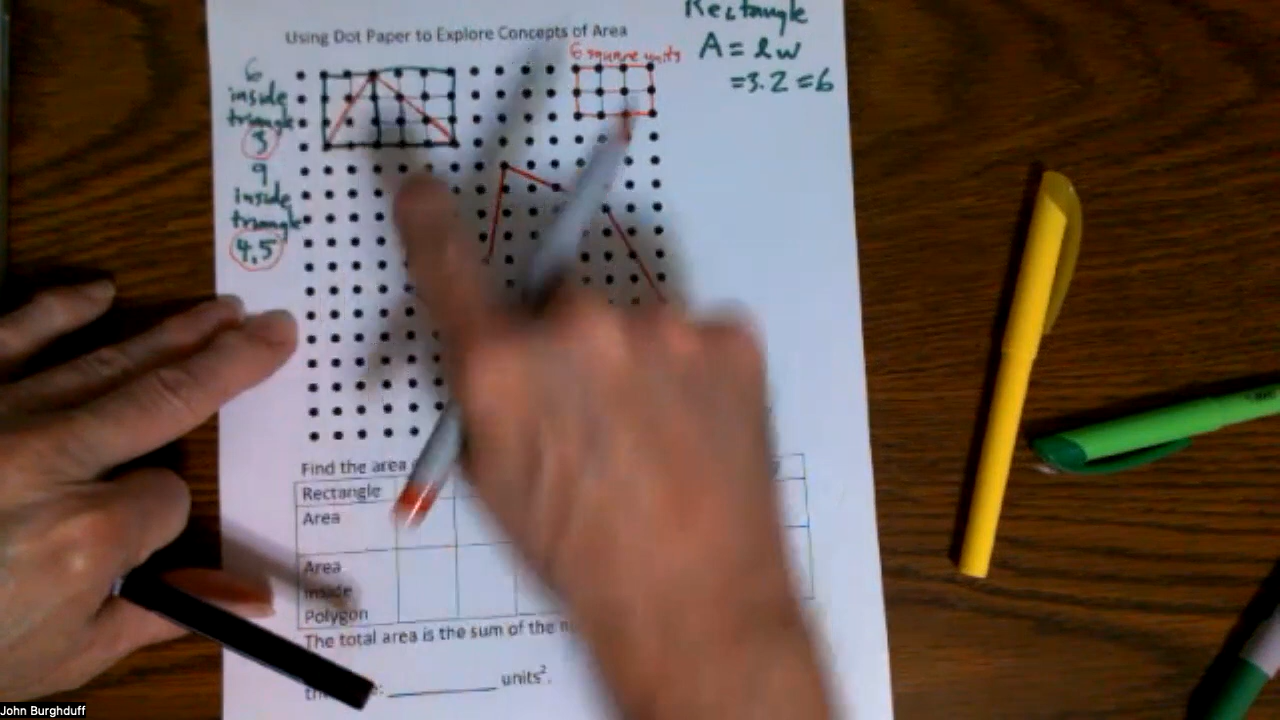 Using Dot Paper to Explore Concepts of Area
Rectangle
A = lw
= 3.2 = 6
6 square units
6
inside
triangle
3
9
inside
triangle
4.5
Find the area
Rectangle
Area
Area
Inside
Polygon
The total area is the sum of the
units².
John Burghduff